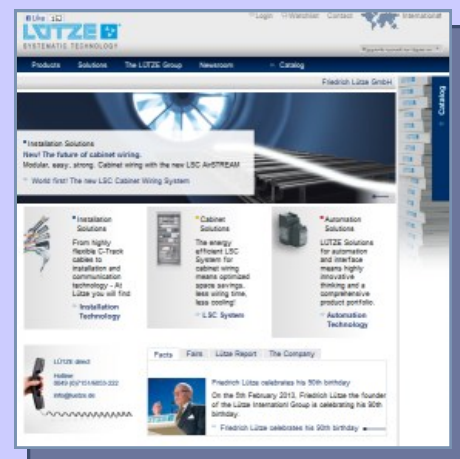 Like
Login Wishlist Contact International
LÜTZE
SYSTEMATIC TECHNOLOGY
Products Solutions The LÜTZE Group Newsroom Catalog
Friedrich Lütze GmbH
Catalog
Installation Solutions
New! The future of cabinet wiring.
Modular, easy, strong. Cabinet wiring with the new LSC AirSTREAM
World first! The new LSC Cabinet Wiring System
Installation
Solutions
From highly
flexible C-Track
cables to
installation and
communication
technology - At
Lütze you will find
Installation
Technology
Cabinet
Solutions
The energy
efficient LSC
System for
cabinet wiring
means optimized
space savings,
less wiring time,
less cooling!
LSC System
Automation
Solutions
LÜTZE Solutions
for automation
and interface
means highly
innovative
thinking and a
comprehensive
product portfolio.
Automation
Technology
LÜTZE direct
Hotline:
info@luetze.de
Facts Fairs Lütze Report The Company
Friedrich Lütze celebrates his 90th birthday
On the 5th February 2013, Friedrich Lütze the founder
of the Lütze Internationl Group is celebrating his 90th
birthday.
Friedrich Lütze celebrates his 90th birthday